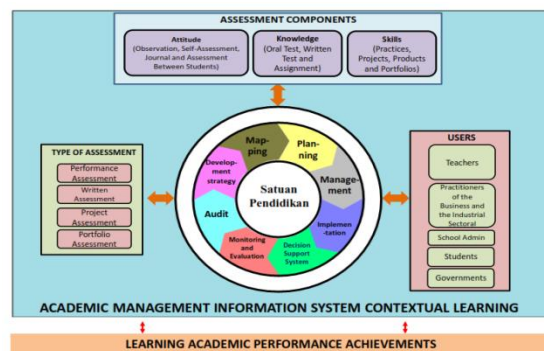 ASSESSMENT COMPONENTS
Attitude
(Observation, Self-Assessment,
Journal and Assessment
Between Students)
Knowledge
(Oral Test, Written
Test and
Assignment)
Skills
(Practices,
Projects, Products
and Portfolios)
TYPE OF ASSESSMENT
Performance
Assessment
Written
Assessment
Project
Assessment
Portfolio
Assessment
Map-
ping
Plan-
ning
Manage-
ment
Implemen-
-tation
Decision
Support
System
Monitoring
and
Evaluation
Audit
Develop-
ment
strategy
Satuan
Pendidikan
USERS
Teachers
Practitioners
of the
Business and
the Industrial
Sectoral
School Admin
Students
Governments
ACADEMIC MANAGEMENT INFORMATION SYSTEM CONTEXTUAL LEARNING
LEARNING ACADEMIC PERFORMANCE ACHIEVEMENTS